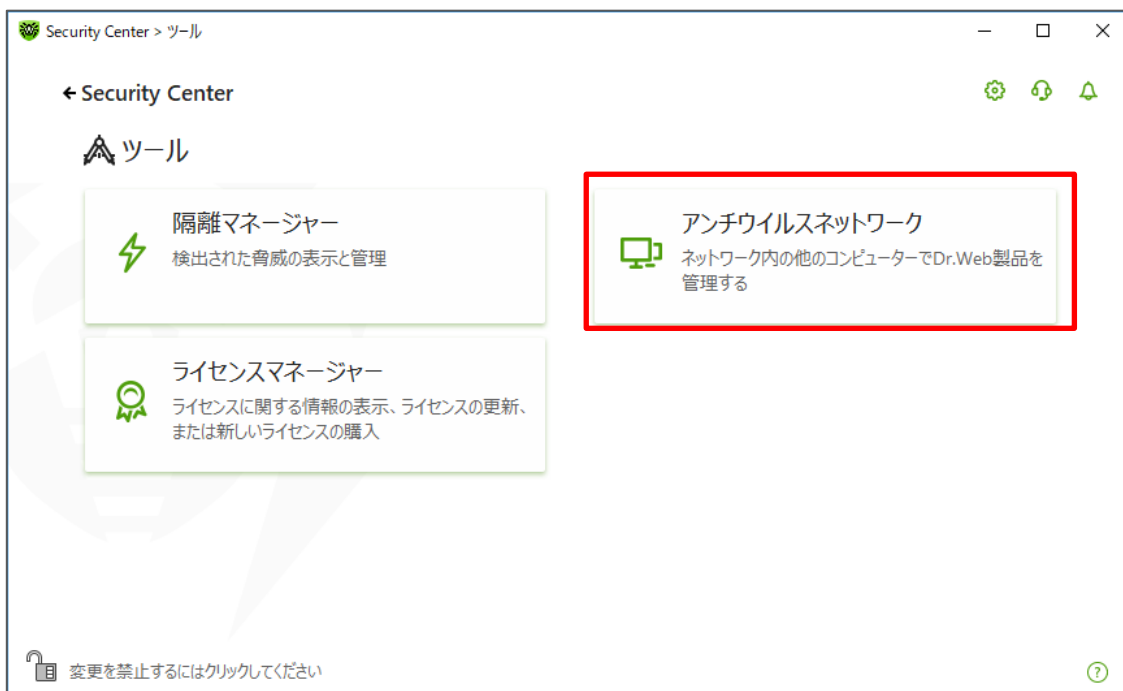 Security Center > ツール
Security Center
ツール
隔離マネージャー
検出された脅威の表示と管理
アンチウイルスネットワーク
ネットワーク内の他のコンピューターでDr.Web製品を
管理する
ライセンスマネージャー
ライセンスに関する情報の表示、ライセンスの更新、
または新しいライセンスの購入
変更を禁止するにはクリックしてください
?